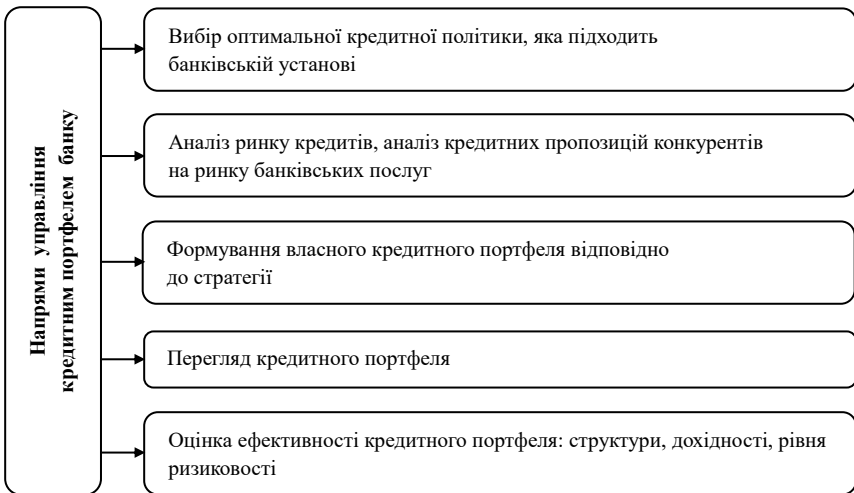 Напрями управління
кредитним портфелем банку
Вибір оптимальної кредитної політики, яка підходить
банківській установі
Аналіз ринку кредитів, аналіз кредитних пропозицій конкурентів
на ринку банківських послуг
Формування власного кредитного портфеля відповідно
до стратегії
Перегляд кредитного портфеля
Оцінка ефективності кредитного портфеля: структури, дохідності, рівня
ризиковості